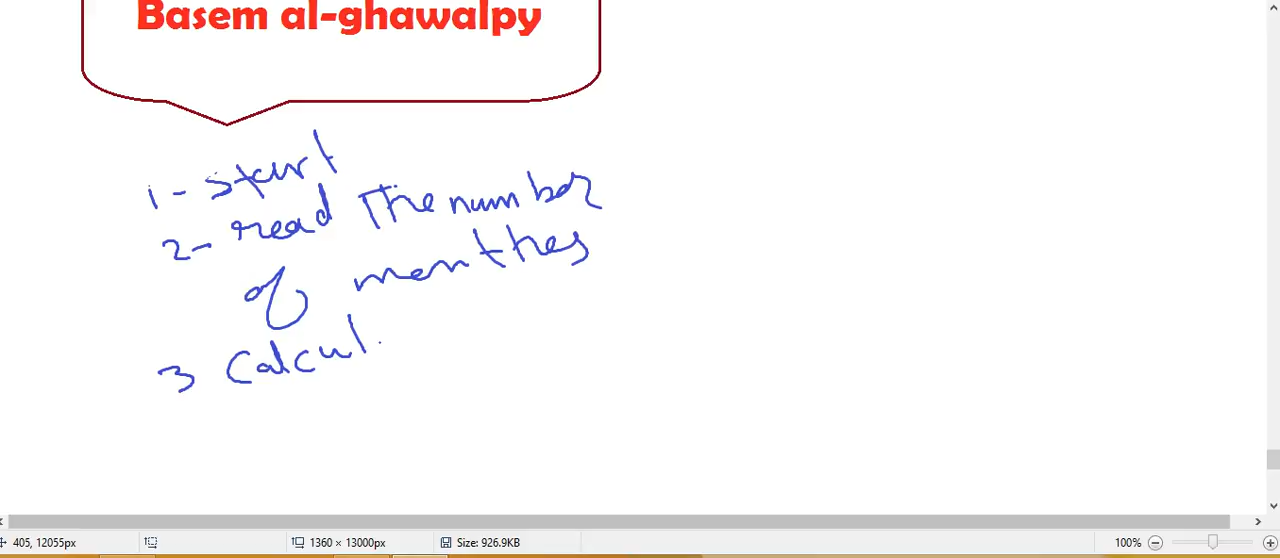 Basem al-ghawalpy
1- start
2- read the number
of monthes
3 Calcul
405, 12055px
1360 × 13000px
Size: 926.9KB
100%